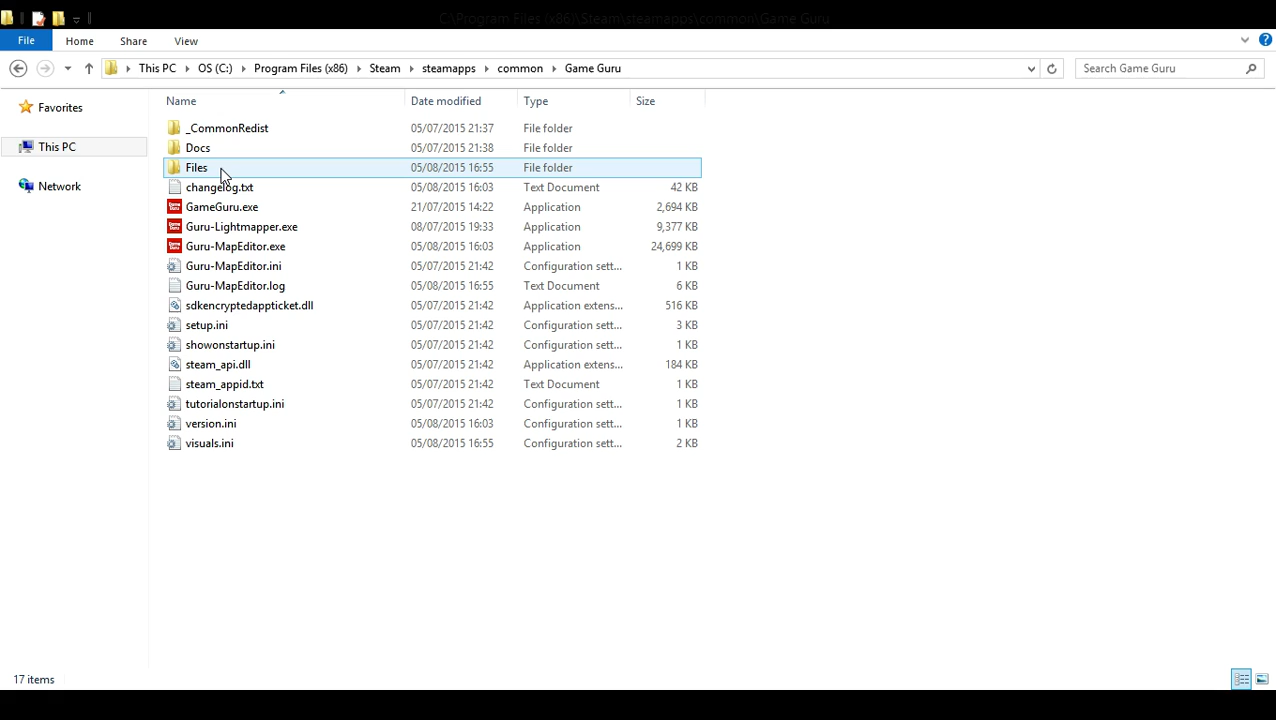 C:\Program Files (x86)\Steam\steamapps\common\Game Guru
File Home Share View
This PC OS (C:) Program Files (x86) Steam steamapps common Game Guru Search Game Guru
Name Date modified Type Size
Favorites
This PC
Network
_CommonRedist 05/07/2015 21:37 File folder
Docs 05/07/2015 21:38 File folder
Files 05/08/2015 16:55 File folder
changelog.txt 05/08/2015 16:03 Text Document 42 KB
GameGuru.exe 21/07/2015 14:22 Application 2,694 KB
Guru-Lightmapper.exe 08/07/2015 19:33 Application 9,377 KB
Guru-MapEditor.exe 05/08/2015 16:03 Application 24,699 KB
Guru-MapEditor.ini 05/07/2015 21:42 Configuration sett... 1 KB
Guru-MapEditor.log 05/08/2015 16:55 Text Document 6 KB
sdkencryptedappticket.dll 05/07/2015 21:42 Application extens... 516 KB
setup.ini 05/07/2015 21:42 Configuration sett... 3 KB
showonstartup.ini 05/07/2015 21:42 Configuration sett... 1 KB
steam_api.dll 05/07/2015 21:42 Application extens... 184 KB
steam_appid.txt 05/07/2015 21:42 Text Document 1 KB
tutorialonstartup.ini 05/07/2015 21:42 Configuration sett... 1 KB
version.ini 05/08/2015 16:03 Configuration sett... 1 KB
visuals.ini 05/08/2015 16:55 Configuration sett... 2 KB
17 items